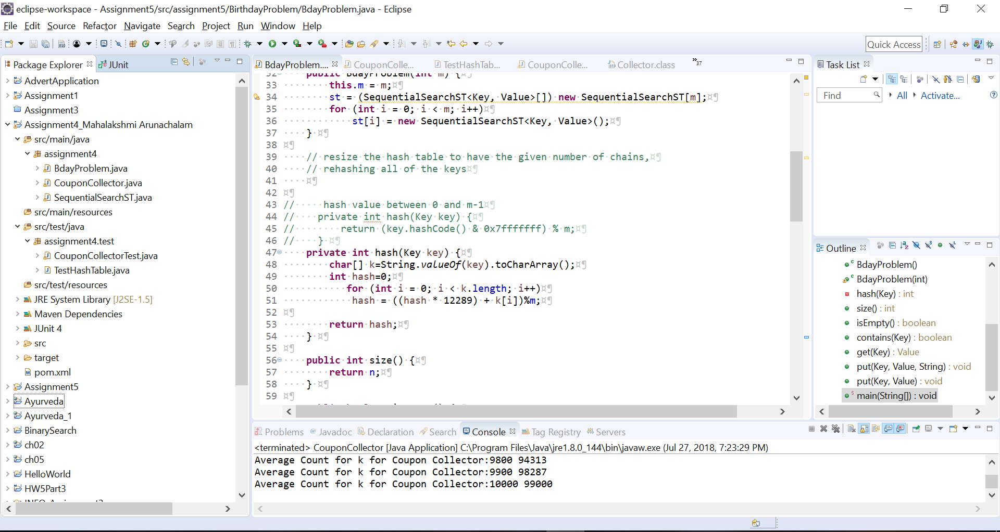 eclipse-workspace - Assignment5/src/assignment5/BirthdayProblem/BdayProblem.java - Eclipse
File Edit Source Refactor Navigate Search Project Run Window Help
Quick Access
Package Explorer
JUnit
AdvertApplication
Assignment1
Assignment3
Assignment4_Mahalakshmi Arunachalam
src/main/java
assignment4
BdayProblem.java
CouponCollector.java
SequentialSearchST.java
src/main/resources
src/test/java
assignment4.test
CouponCollectorTest.java
TestHashTable.java
src/test/resources
JRE System Library [J2SE-1.5]
Maven Dependencies
JUnit 4
src
target
pom.xml
Assignment5
Ayurveda
Ayurveda_1
BinarySearch
ch02
ch05
HelloWorld
HW5Part3
BdayProblem.... CouponColle... TestHashTab... CouponColle... Collector.class »37
32 public BdayProblem(int m) {
33 this.m = m;
34 st = (SequentialSearchST<Key, Value>[]) new SequentialSearchST[m];
35 for (int i = 0; i < m; i++)
36 st[i] = new SequentialSearchST<Key, Value>();
37 }
38
39 // resize the hash table to have the given number of chains,
40 // rehashing all of the keys
41
42
43 // hash value between 0 and m-1
44 // private int hash(Key key) {
45 // return (key.hashCode() & 0x7fffffff) % m;
46 // }
47 private int hash(Key key) {
48 char[] k=String.valueOf(key).toCharArray();
49 int hash=0;
50 for (int i = 0; i < k.length; i++)
51 hash = ((hash * 12289) + k[i])%m;
52
53 return hash;
54 }
55
56 public int size() {
57 return n;
58 }
59
Task List
Find All Activate...
Outline
BdayProblem()
BdayProblem(int)
hash(Key) : int
size() : int
isEmpty() : boolean
contains(Key) : boolean
get(Key) : Value
put(Key, Value, String) : void
put(Key, Value) : void
main(String[]) : void
Problems @ Javadoc Declaration Search Console Tag Registry Servers
<terminated> CouponCollector [Java Application] C:\Program Files\Java\jre1.8.0_144\bin\javaw.exe (Jul 27, 2018, 7:23:29 PM)
Average Count for k for Coupon Collector:9800 94313
Average Count for k for Coupon Collector:9900 98287
Average Count for k for Coupon Collector:10000 99000